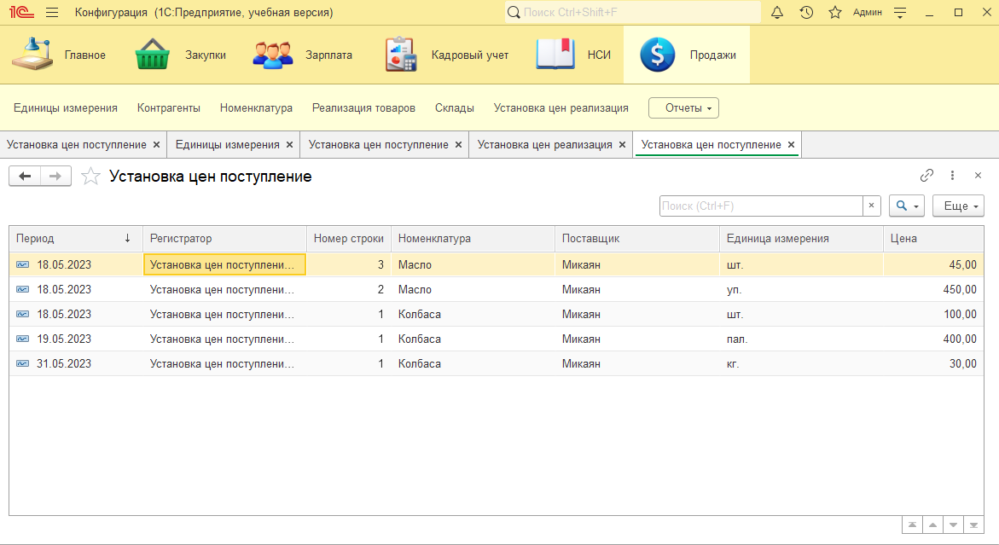 1С Конфигурация (1С:Предприятие, учебная версия) Поиск Ctrl+Shift+F Админ
Главное Закупки Зарплата Кадровый учет НСИ Продажи
Единицы измерения Контрагенты Номенклатура Реализация товаров Склады Установка цен реализация Отчеты
Установка цен поступление Единицы измерения Установка цен поступление Установка цен реализация Установка цен поступление
Установка цен поступление
Поиск (Ctrl+F) Еще
Период Регистратор Номер строки Номенклатура Поставщик Единица измерения Цена
18.05.2023 Установка цен поступлени... 3 Масло Микаян шт. 45,00
18.05.2023 Установка цен поступлени... 2 Масло Микаян уп. 450,00
18.05.2023 Установка цен поступлени... 1 Колбаса Микаян шт. 100,00
19.05.2023 Установка цен поступлени... 1 Колбаса Микаян пал. 400,00
31.05.2023 Установка цен поступлени... 1 Колбаса Микаян кг. 30,00